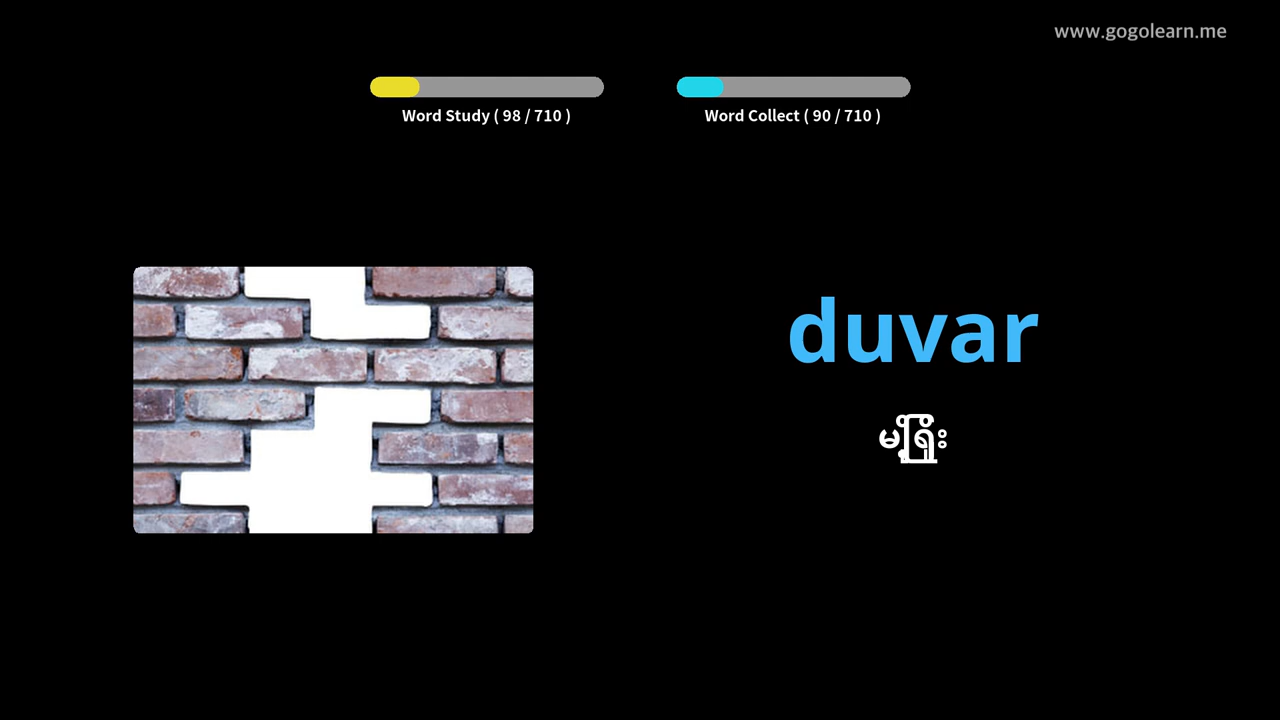 www.gogolearn.me
Word Study ( 98 / 710 )
Word Collect ( 90 / 710 )
duvar
မြို့ရိုး